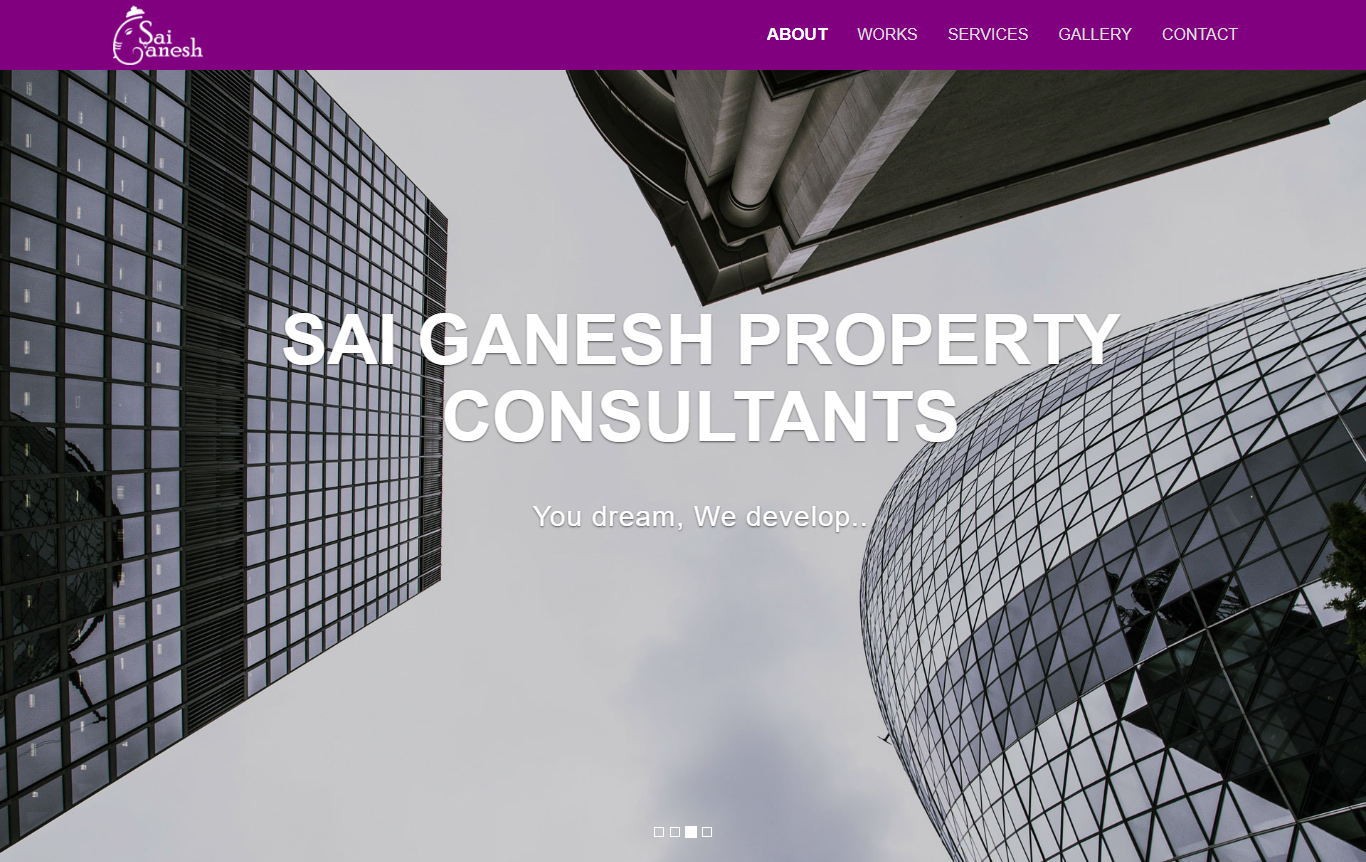 Sai
Ganesh
ABOUT WORKS SERVICES GALLERY CONTACT
SAI GANESH PROPERTY
CONSULTANTS
You dream, We develop..